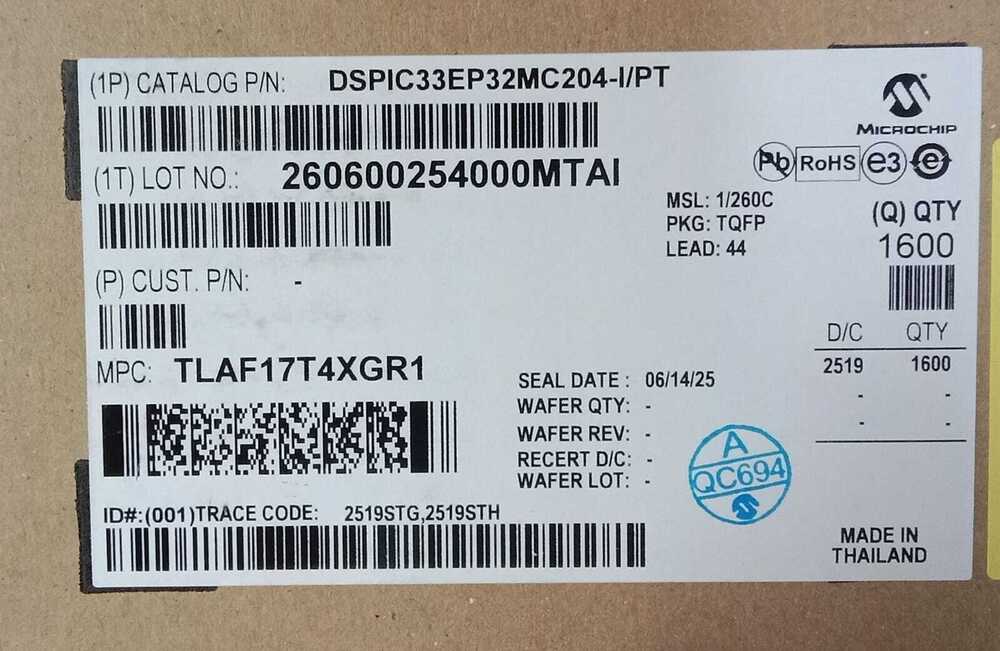 (1P) CATALOG P/N: DSPIC33EP32MC204-I/PT
MICROCHIP
(1T) LOT NO.: 260600254000MTAI
Pb RoHS e3 e
MSL: 1/260C
PKG: TQFP
LEAD: 44
(Q) QTY
1600
(P) CUST. P/N: -
D/C QTY
2519 1600
- -
- -
MPC: TLAF17T4XGR1
SEAL DATE : 06/14/25
WAFER QTY: -
WAFER REV: -
RECERT D/C: -
WAFER LOT: -
A
QC694
ID#:(001)TRACE CODE: 2519STG,2519STH
MADE IN
THAILAND